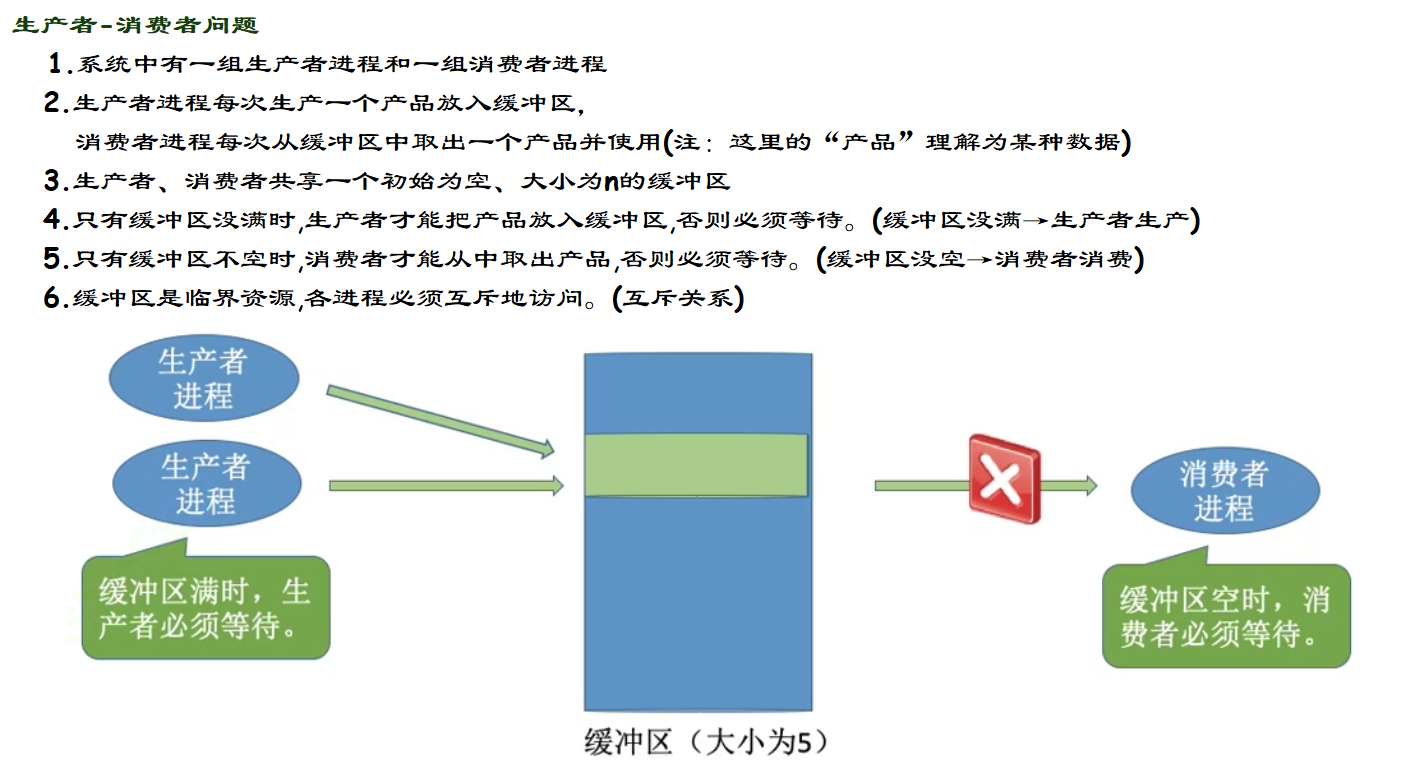 生产者-消费者问题
1.系统中有一组生产者进程和一组消费者进程
2.生产者进程每次生产一个产品放入缓冲区,
消费者进程每次从缓冲区中取出一个产品并使用(注：这里的“产品”理解为某种数据)
3.生产者、消费者共享一个初始为空、大小为n的缓冲区
4.只有缓冲区没满时,生产者才能把产品放入缓冲区,否则必须等待。(缓冲区没满→生产者生产)
5.只有缓冲区不空时,消费者才能从中取出产品,否则必须等待。(缓冲区没空→消费者消费)
6.缓冲区是临界资源,各进程必须互斥地访问。(互斥关系)
生产者
进程
生产者
进程
消费者
进程
缓冲区满时，生
产者必须等待。
缓冲区空时，消
费者必须等待。
缓冲区（大小为5）